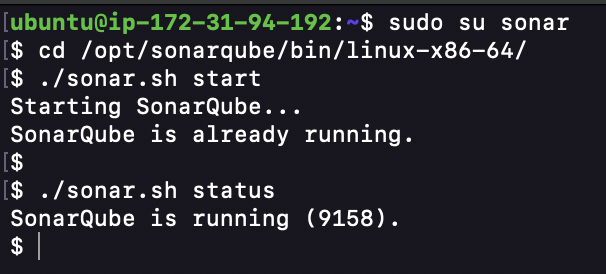 [ubuntu@ip-172-31-94-192:~$ sudo su sonar
[$ cd /opt/sonarqube/bin/linux-x86-64/
[$ ./sonar.sh start
Starting SonarQube...
SonarQube is already running.
[$
[$ ./sonar.sh status
SonarQube is running (9158).
$